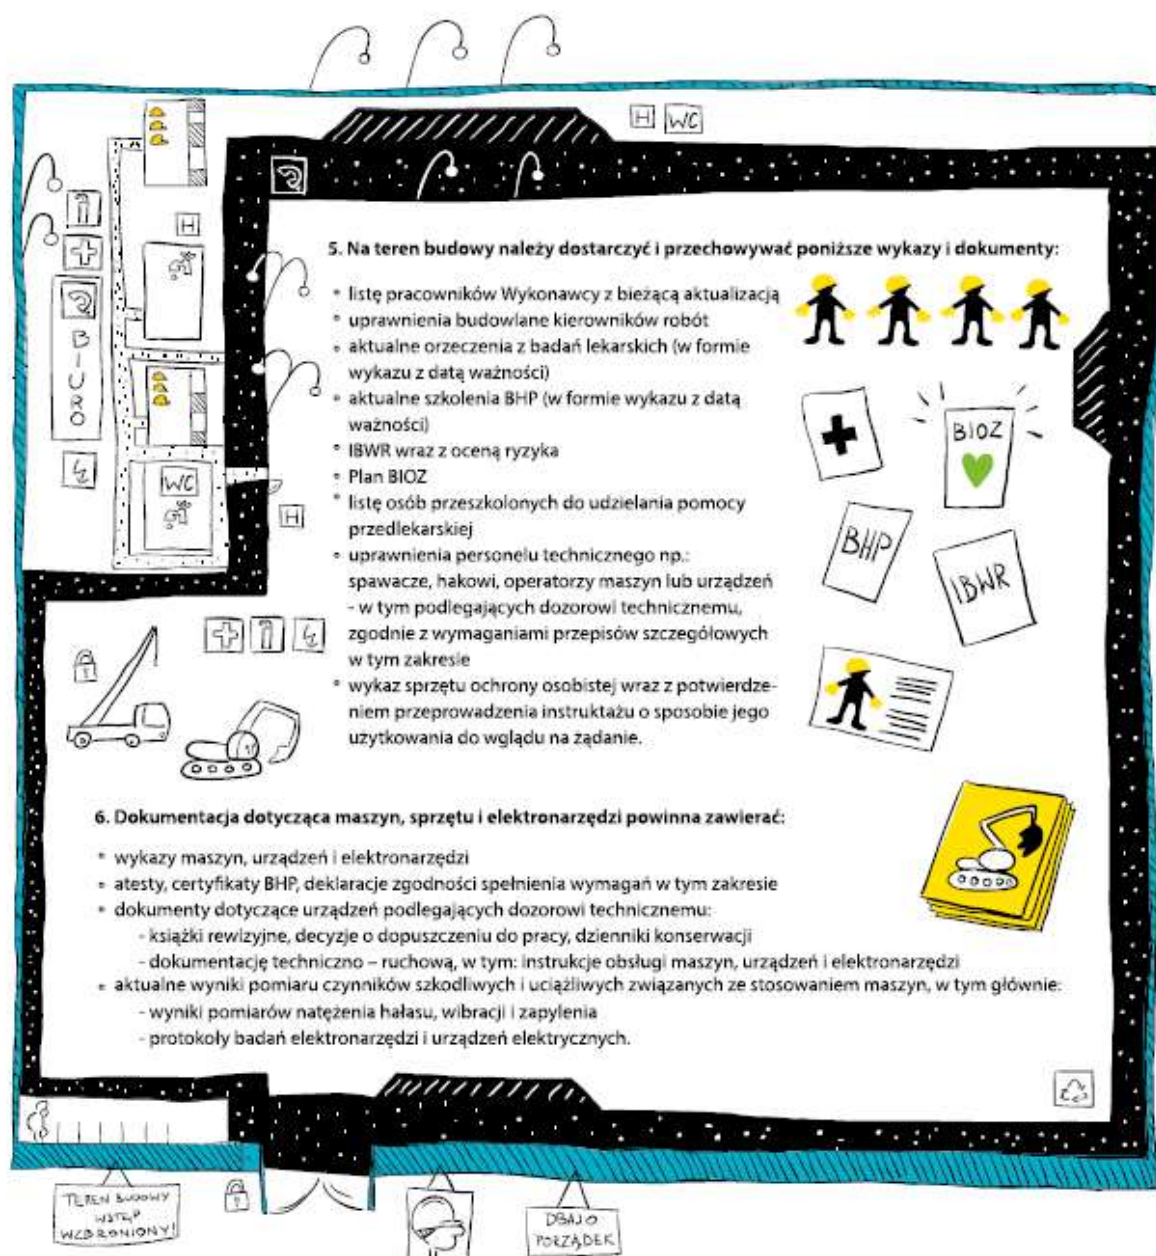 H WC
H
BIURO
WC
H
5. Na teren budowy należy dostarczyć i przechowywać poniższe wykazy i dokumenty:
° listę pracowników Wykonawcy z bieżącą aktualizacją
° uprawnienia budowlane kierowników robót
° aktualne orzeczenia z badań lekarskich (w formie
wykazu z datą ważności)
° aktualne szkolenia BHP (w formie wykazu z datą
ważności)
° IBWR wraz z oceną ryzyka
° Plan BIOZ
° listę osób przeszkolonych do udzielania pomocy
przedlekarskiej
° uprawnienia personelu technicznego np.:
spawacze, hakowi, operatorzy maszyn lub urządzeń
- w tym podlegających dozorowi technicznemu,
zgodnie z wymaganiami przepisów szczegółowych
w tym zakresie
° wykaz sprzętu ochrony osobistej wraz z potwierdze-
niem przeprowadzenia instruktażu o sposobie jego
użytkowania do wglądu na żądanie.
BIOZ
BHP
IBWR
6. Dokumentacja dotycząca maszyn, sprzętu i elektronarzędzi powinna zawierać:
° wykazy maszyn, urządzeń i elektronarzędzi
° atesty, certyfikaty BHP, deklaracje zgodności spełnienia wymagań w tym zakresie
° dokumenty dotyczące urządzeń podlegających dozorowi technicznemu:
- książki rewizyjne, decyzje o dopuszczeniu do pracy, dzienniki konserwacji
- dokumentację techniczno – ruchową, w tym: instrukcje obsługi maszyn, urządzeń i elektronarzędzi
° aktualne wyniki pomiaru czynników szkodliwych i uciążliwych związanych ze stosowaniem maszyn, w tym głównie:
- wyniki pomiarów natężenia hałasu, wibracji i zapylenia
- protokoły badań elektronarzędzi i urządzeń elektrycznych.
TEREN BUDOWY
WSTĘP
WZBRONIONY!
DBAJ O
PORZĄDEK